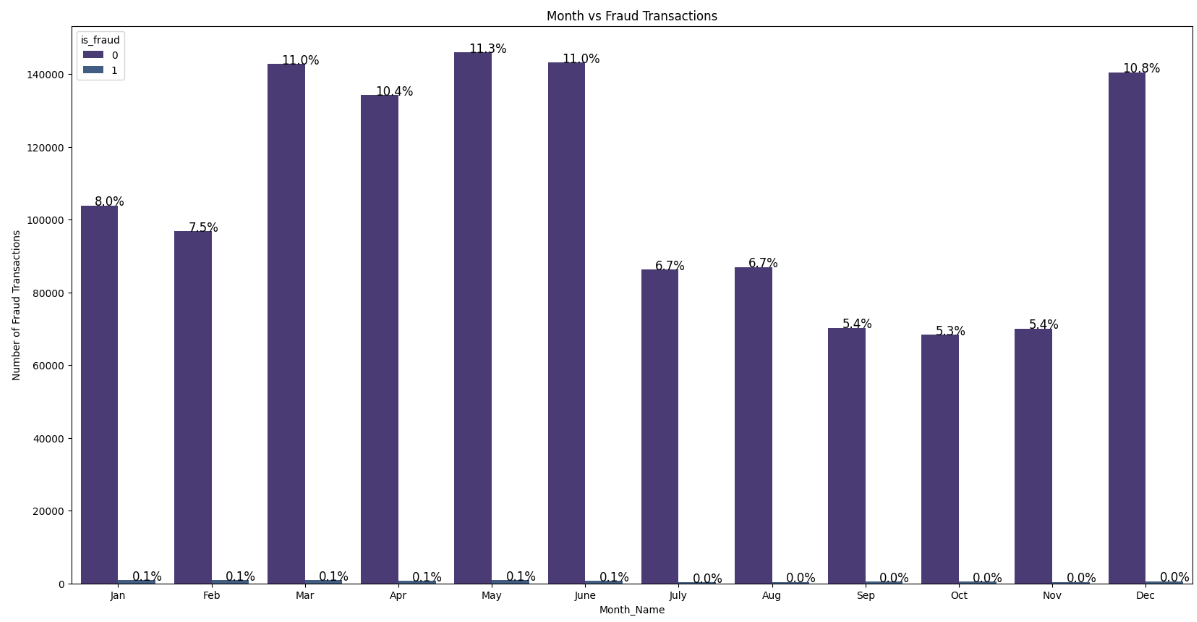 Month vs Fraud Transactions
is_fraud
0
1
Number of Fraud Transactions
140000
120000
100000
80000
60000
40000
20000
0
8.0%
7.5%
11.0%
10.4%
11.3%
11.0%
6.7%
6.7%
5.4%
5.3%
5.4%
10.8%
0.1%
0.1%
0.1%
0.1%
0.1%
0.1%
0.0%
0.0%
0.0%
0.0%
0.0%
0.0%
Jan
Feb
Mar
Apr
May
June
July
Aug
Sep
Oct
Nov
Dec
Month_Name